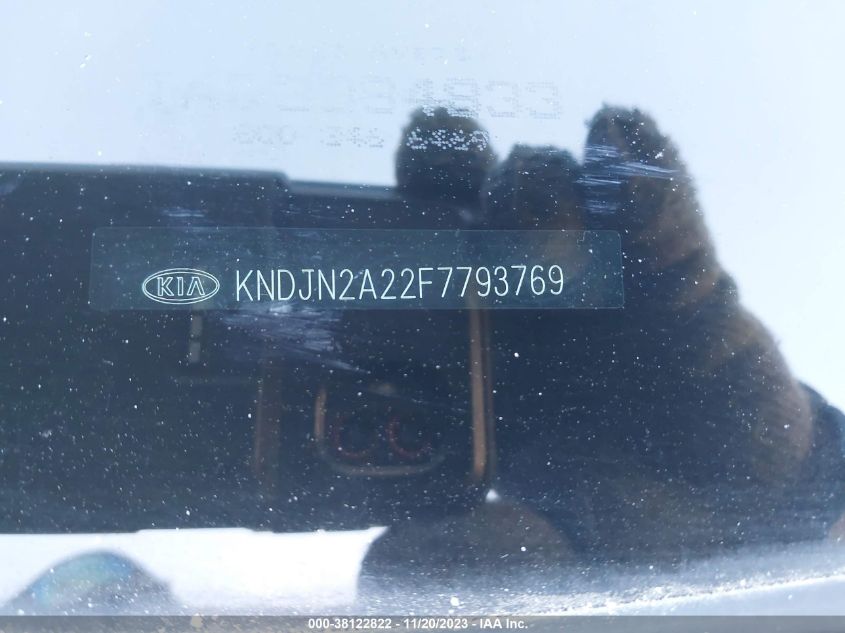 KIA KNDJN2A22F7793769
000-38122822 - 11/20/2023 - IAA Inc.